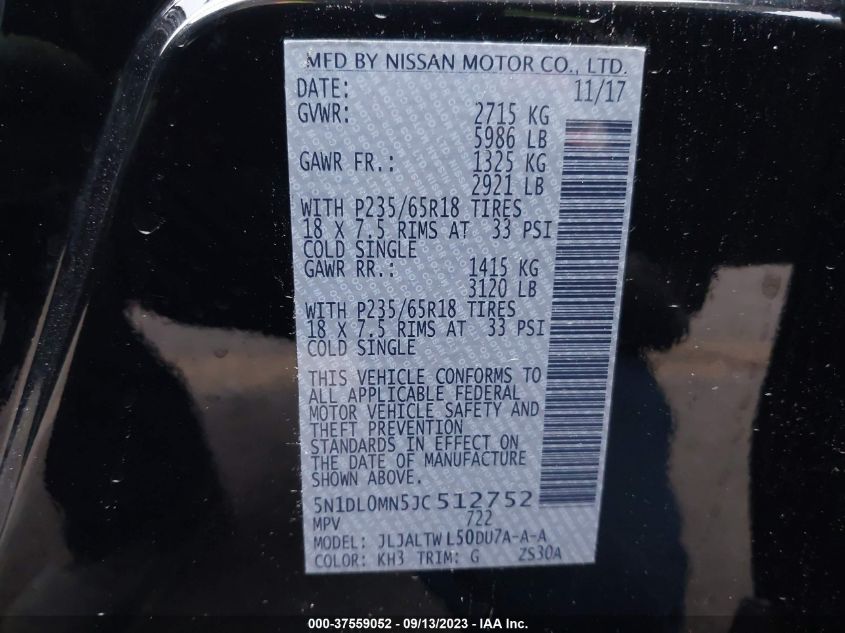 MFD BY NISSAN MOTOR CO., LTD.
DATE: 11/17
GVWR: 2715 KG
5986 LB
GAWR FR.: 1325 KG
2921 LB
WITH P235/65R18 TIRES
18 X 7.5 RIMS AT 33 PSI
COLD SINGLE
GAWR RR.: 1415 KG
3120 LB
WITH P235/65R18 TIRES
18 X 7.5 RIMS AT 33 PSI
COLD SINGLE
THIS VEHICLE CONFORMS TO
ALL APPLICABLE FEDERAL
MOTOR VEHICLE SAFETY AND
THEFT PREVENTION
STANDARDS IN EFFECT ON
THE DATE OF MANUFACTURE
SHOWN ABOVE.
5N1DL0MN5JC512752
MPV 722
MODEL: JLJALTWL50DU7A-A-A
COLOR: KH3 TRIM: G ZS30A
000-37559052 / 09/13/2023 - IAA Inc.